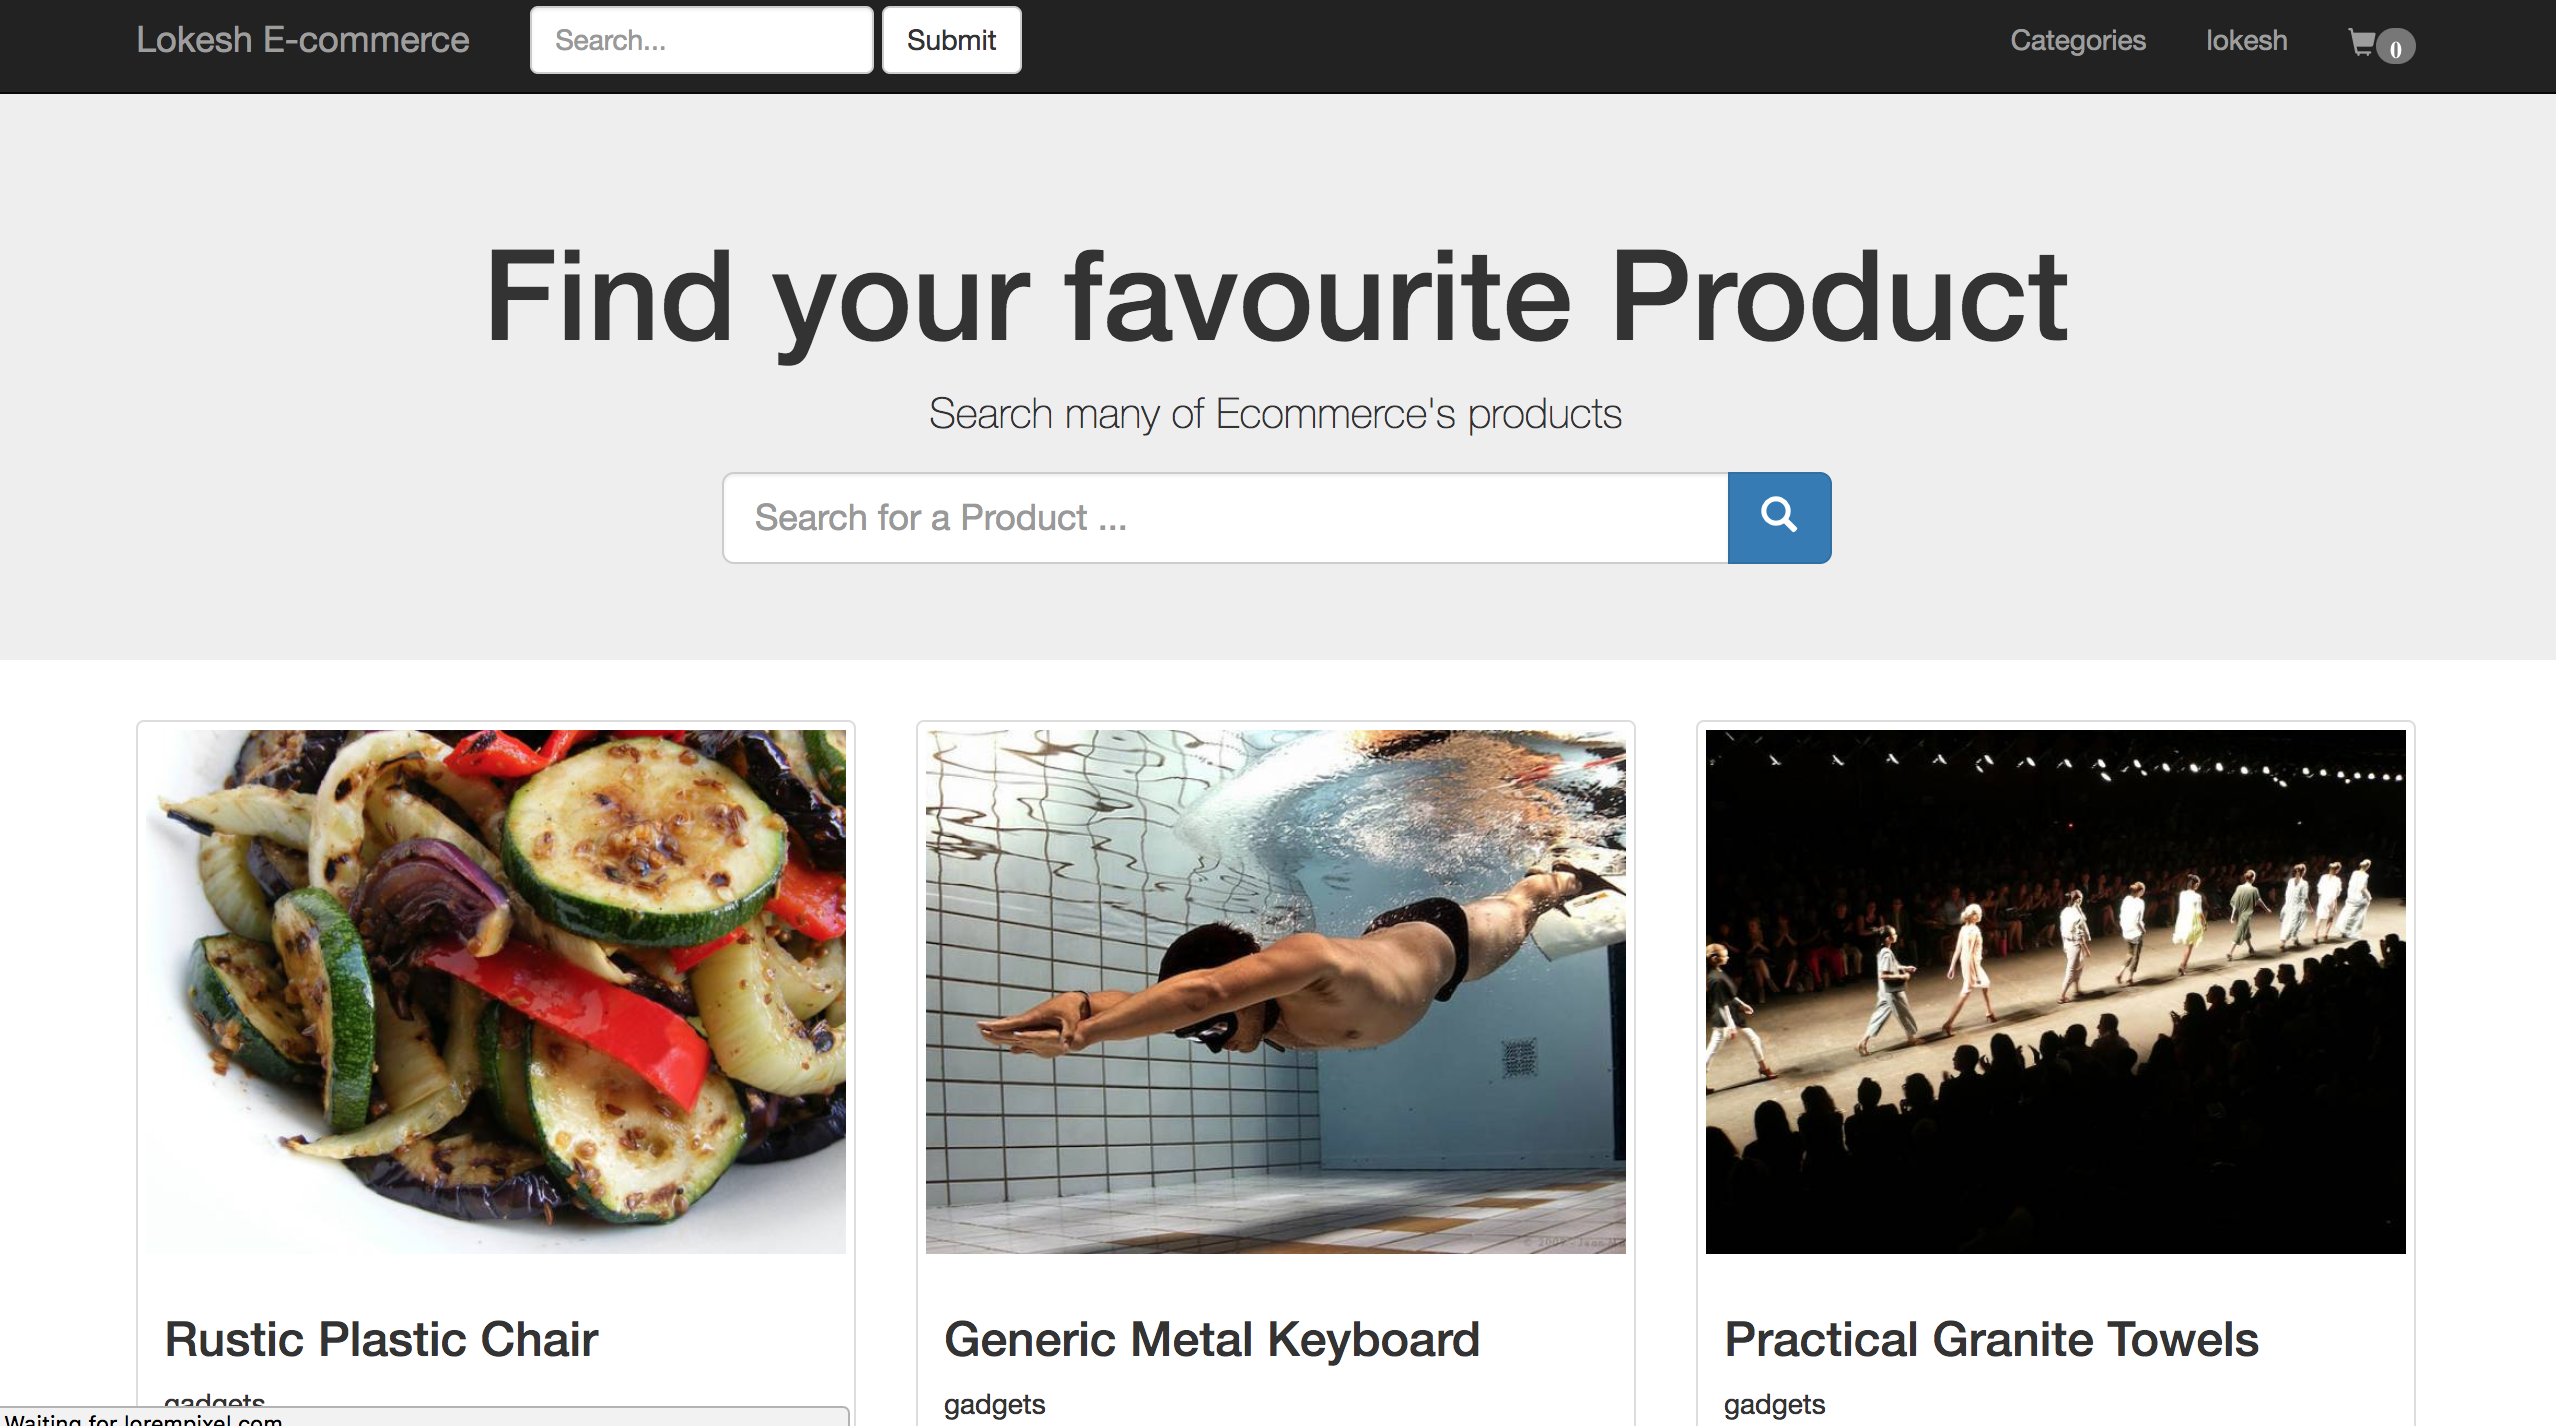 Lokesh E-commerce
Search...
Submit
Categories
lokesh
0
Find your favourite Product
Search many of Ecommerce's products
Search for a Product ...
Rustic Plastic Chair
Generic Metal Keyboard
Practical Granite Towels
gadgets
gadgets
gadgets
Waiting for lorempixel.com